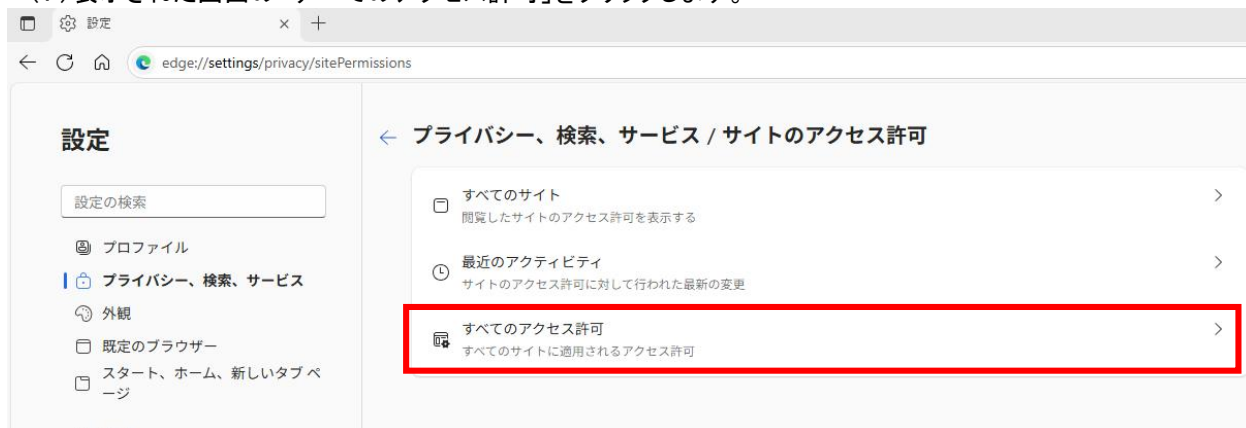 設定
edge://settings/privacy/sitePermissions
設定
設定の検索
プロファイル
プライバシー、検索、サービス
外観
既定のブラウザー
スタート、ホーム、新しいタブ ペ
ージ
プライバシー、検索、サービス / サイトのアクセス許可
すべてのサイト
閲覧したサイトのアクセス許可を表示する
最近のアクティビティ
サイトのアクセス許可に対して行われた最新の変更
すべてのアクセス許可
すべてのサイトに適用されるアクセス許可